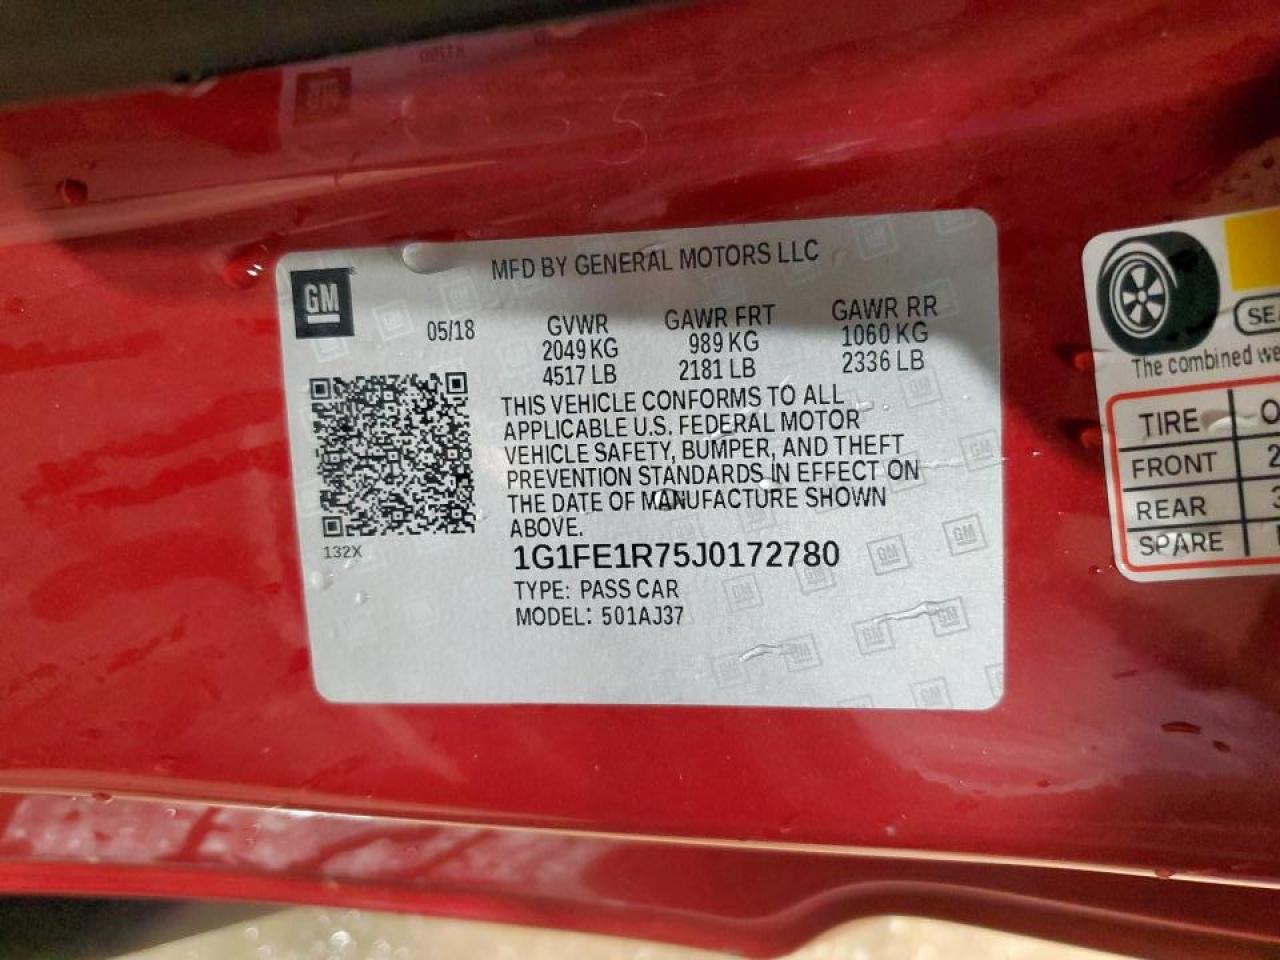 GM
MFD BY GENERAL MOTORS LLC
05/18
GVWR GAWR FRT GAWR RR
2049 KG 989 KG 1060 KG
4517 LB 2181 LB 2336 LB
THIS VEHICLE CONFORMS TO ALL
APPLICABLE U.S. FEDERAL MOTOR
VEHICLE SAFETY, BUMPER, AND THEFT
PREVENTION STANDARDS IN EFFECT ON
THE DATE OF MANUFACTURE SHOWN
ABOVE.
132X
1G1FE1R75J0172780
TYPE: PASS CAR
MODEL: 501AJ37
The combined
TIRE
FRONT
REAR
SPARE